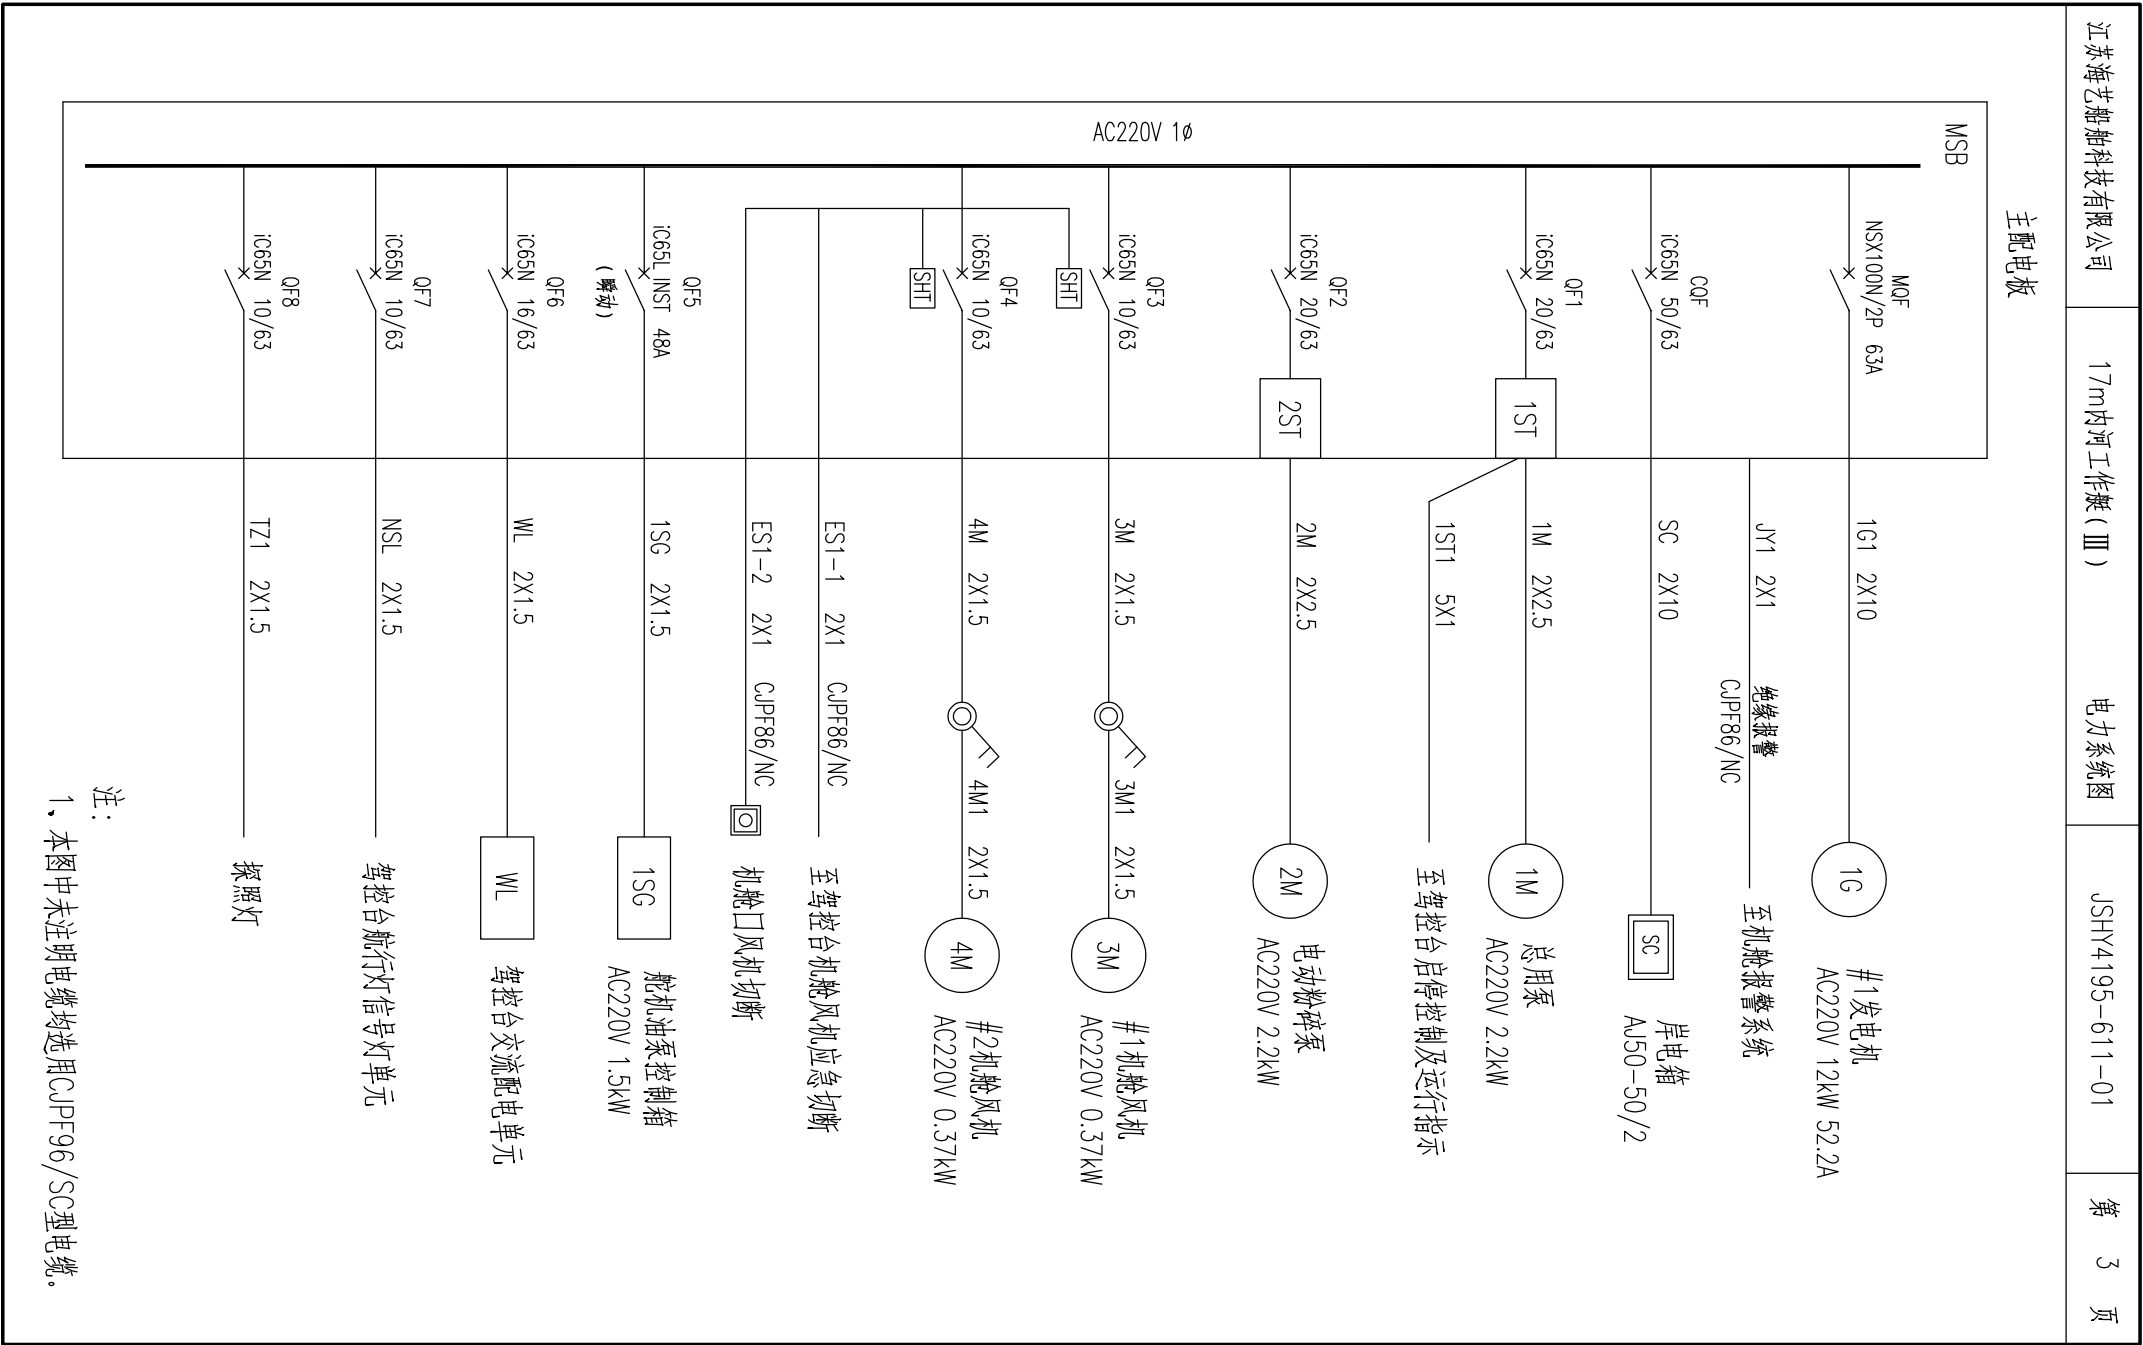 江苏海艺船舶科技有限公司
17m内河工作艇(Ⅲ)
电力系统图
JSHY4195-611-01
第 3 页
主配电板
MSB
AC220V 1ø
MQF
NSX100N/2P 63A
1G1 2X10
1G
#1发电机
AC220V 12kW 52.2A
JY1 2X1
绝缘报警
CJPF86/NC
至机舱报警系统
CQF
iC65N 50/63
SC 2X10
SC
岸电箱
AJ50-50/2
QF1
iC65N 20/63
1ST
1M 2X2.5
1M
总用泵
AC220V 2.2kW
1ST1 5X1
至驾控台启停控制及运行指示
QF2
iC65N 20/63
2ST
2M 2X2.5
2M
电动粉碎泵
AC220V 2.2kW
QF3
iC65N 10/63
SHT
3M 2X1.5
3M1 2X1.5
3M
#1机舱风机
AC220V 0.37kW
QF4
iC65N 10/63
SHT
4M 2X1.5
4M1 2X1.5
4M
#2机舱风机
AC220V 0.37kW
ES1-1 2X1 CJPF86/NC
至驾控台机舱风机应急切断
ES1-2 2X1 CJPF86/NC
机舱口风机切断
QF5
iC65L INST 48A
(瞬动)
1SG 2X1.5
1SG
舵机油泵控制箱
AC220V 1.5kW
QF6
iC65N 16/63
WL 2X1.5
WL
驾控台交流配电单元
QF7
iC65N 10/63
NSL 2X1.5
驾控台航行灯信号灯单元
QF8
iC65N 10/63
TZ1 2X1.5
探照灯
注:
1、本图中未注明电缆均选用CJPF96/SC型电缆。